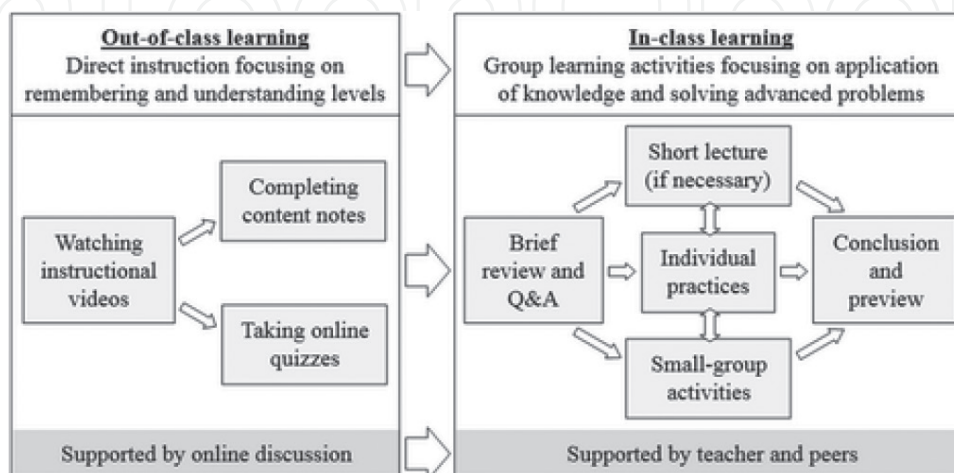 Out-of-class learning
Direct instruction focusing on
remembering and understanding levels
Watching
instructional
videos
Completing
content notes
Taking online
quizzes
Supported by online discussion
In-class learning
Group learning activities focusing on application
of knowledge and solving advanced problems
Brief
review and
Q&A
Short lecture
(if necessary)
Individual
practices
Small-group
activities
Conclusion
and
preview
Supported by teacher and peers